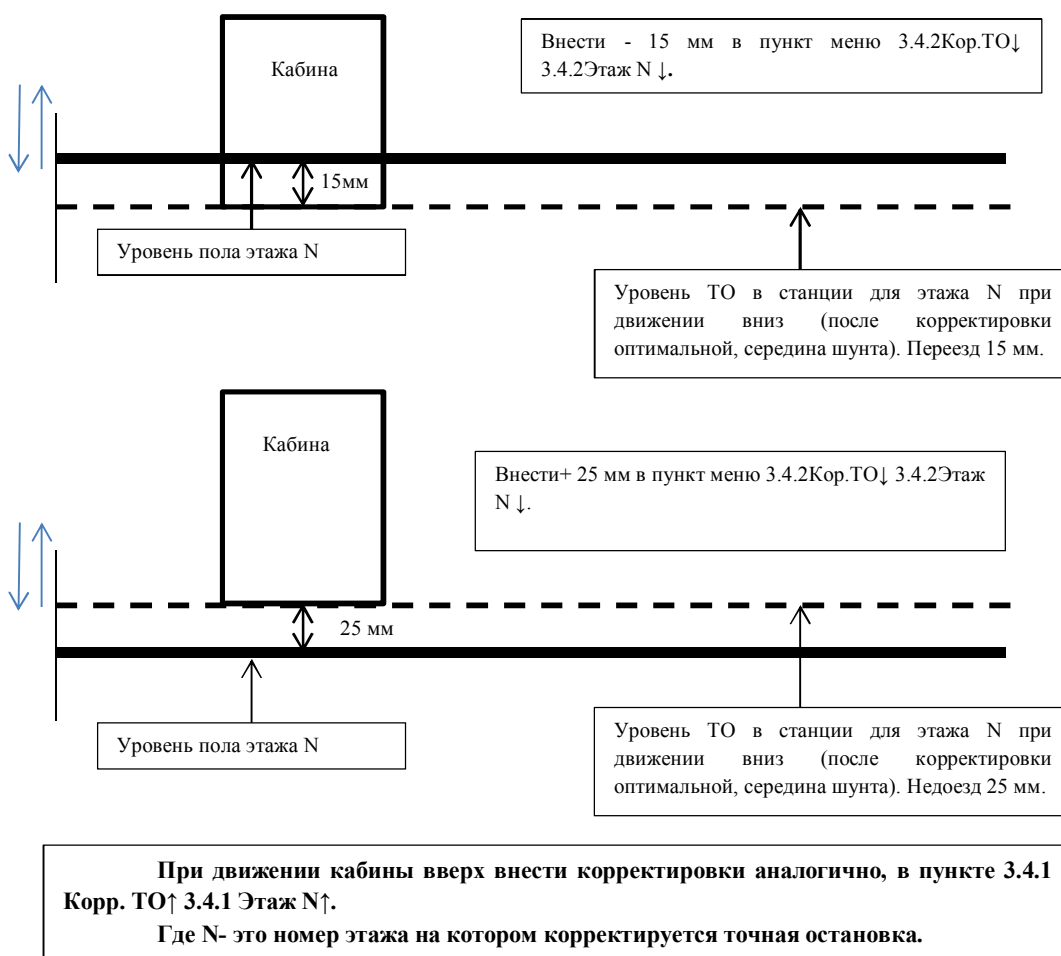 Кабина
Внести - 15 мм в пункт меню 3.4.2Кор.ТО↓
3.4.2Этаж N ↓.
15мм
Уровень пола этажа N
Уровень ТО в станции для этажа N при
движении вниз (после корректировки
оптимальной, середина шунта). Переезд 15 мм.
Кабина
Внести+ 25 мм в пункт меню 3.4.2Кор.ТО↓ 3.4.2Этаж
N ↓.
25 мм
Уровень пола этажа N
Уровень ТО в станции для этажа N при
движении вниз (после корректировки
оптимальной, середина шунта). Недоезд 25 мм.
При движении кабины вверх внести корректировки аналогично, в пункте 3.4.1
Корр. ТО↑ 3.4.1 Этаж N↑.
Где N- это номер этажа на котором корректируется точная остановка.